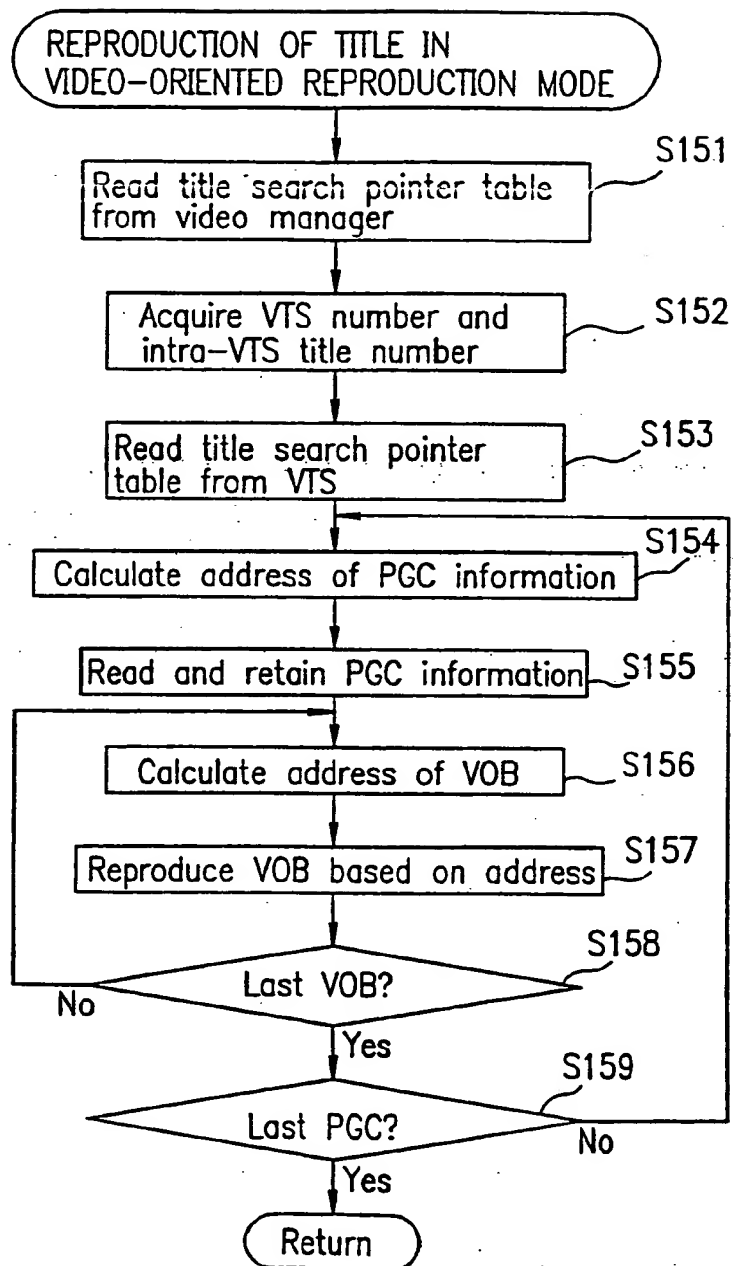 REPRODUCTION OF TITLE IN
VIDEO-ORIENTED REPRODUCTION MODE
S151
Read title search pointer table
from video manager
S152
Acquire VTS number and
intra-VTS title number
S153
Read title search pointer
table from VTS
S154
Calculate address of PGC information
S155
Read and retain PGC information
S156
Calculate address of VOB
S157
Reproduce VOB based on address
S158
Last VOB?
No
Yes
S159
Last PGC?
No
Yes
Return